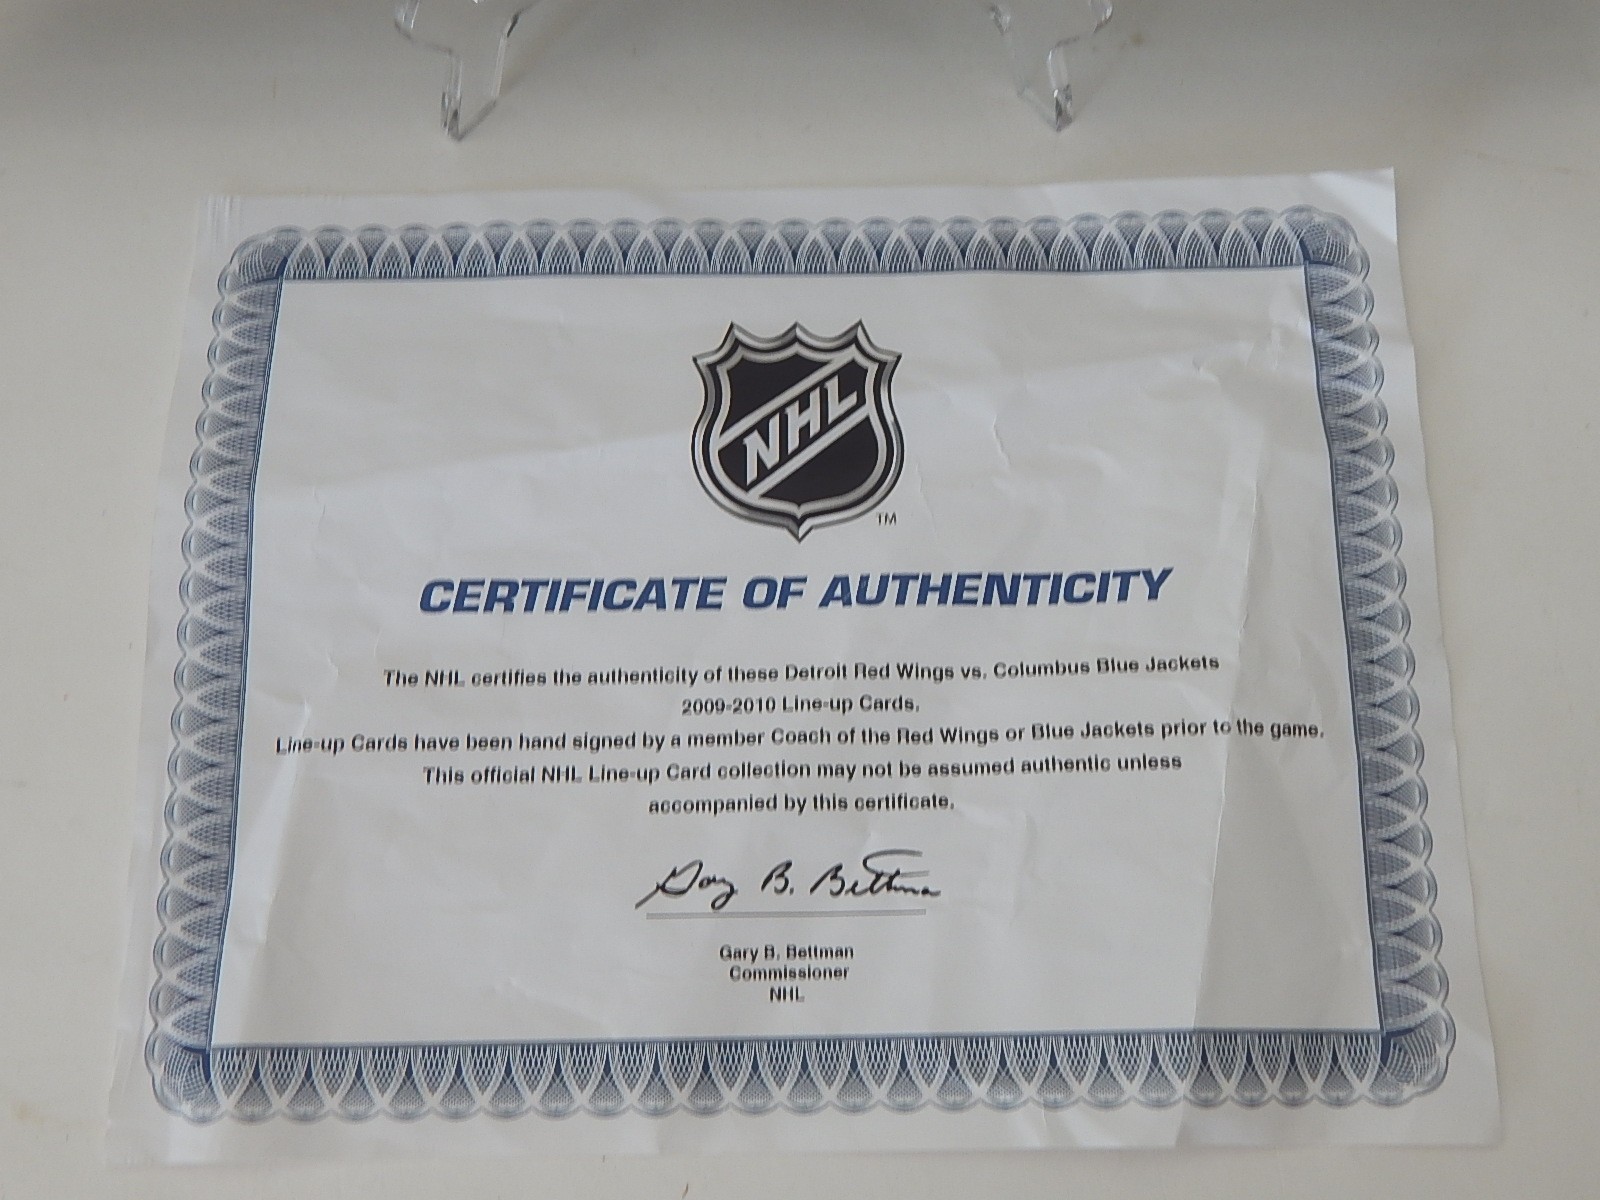 NHL
TM
CERTIFICATE OF AUTHENTICITY
The NHL certifies the authenticity of these Detroit Red Wings vs. Columbus Blue Jackets
2009-2010 Line-up Cards.
Line-up Cards have been hand signed by a member Coach of the Red Wings or Blue Jackets prior to the game.
This official NHL Line-up Card collection may not be assumed authentic unless
accompanied by this certificate.
Gary B. Bettman
Gary B. Bettman
Commissioner
NHL